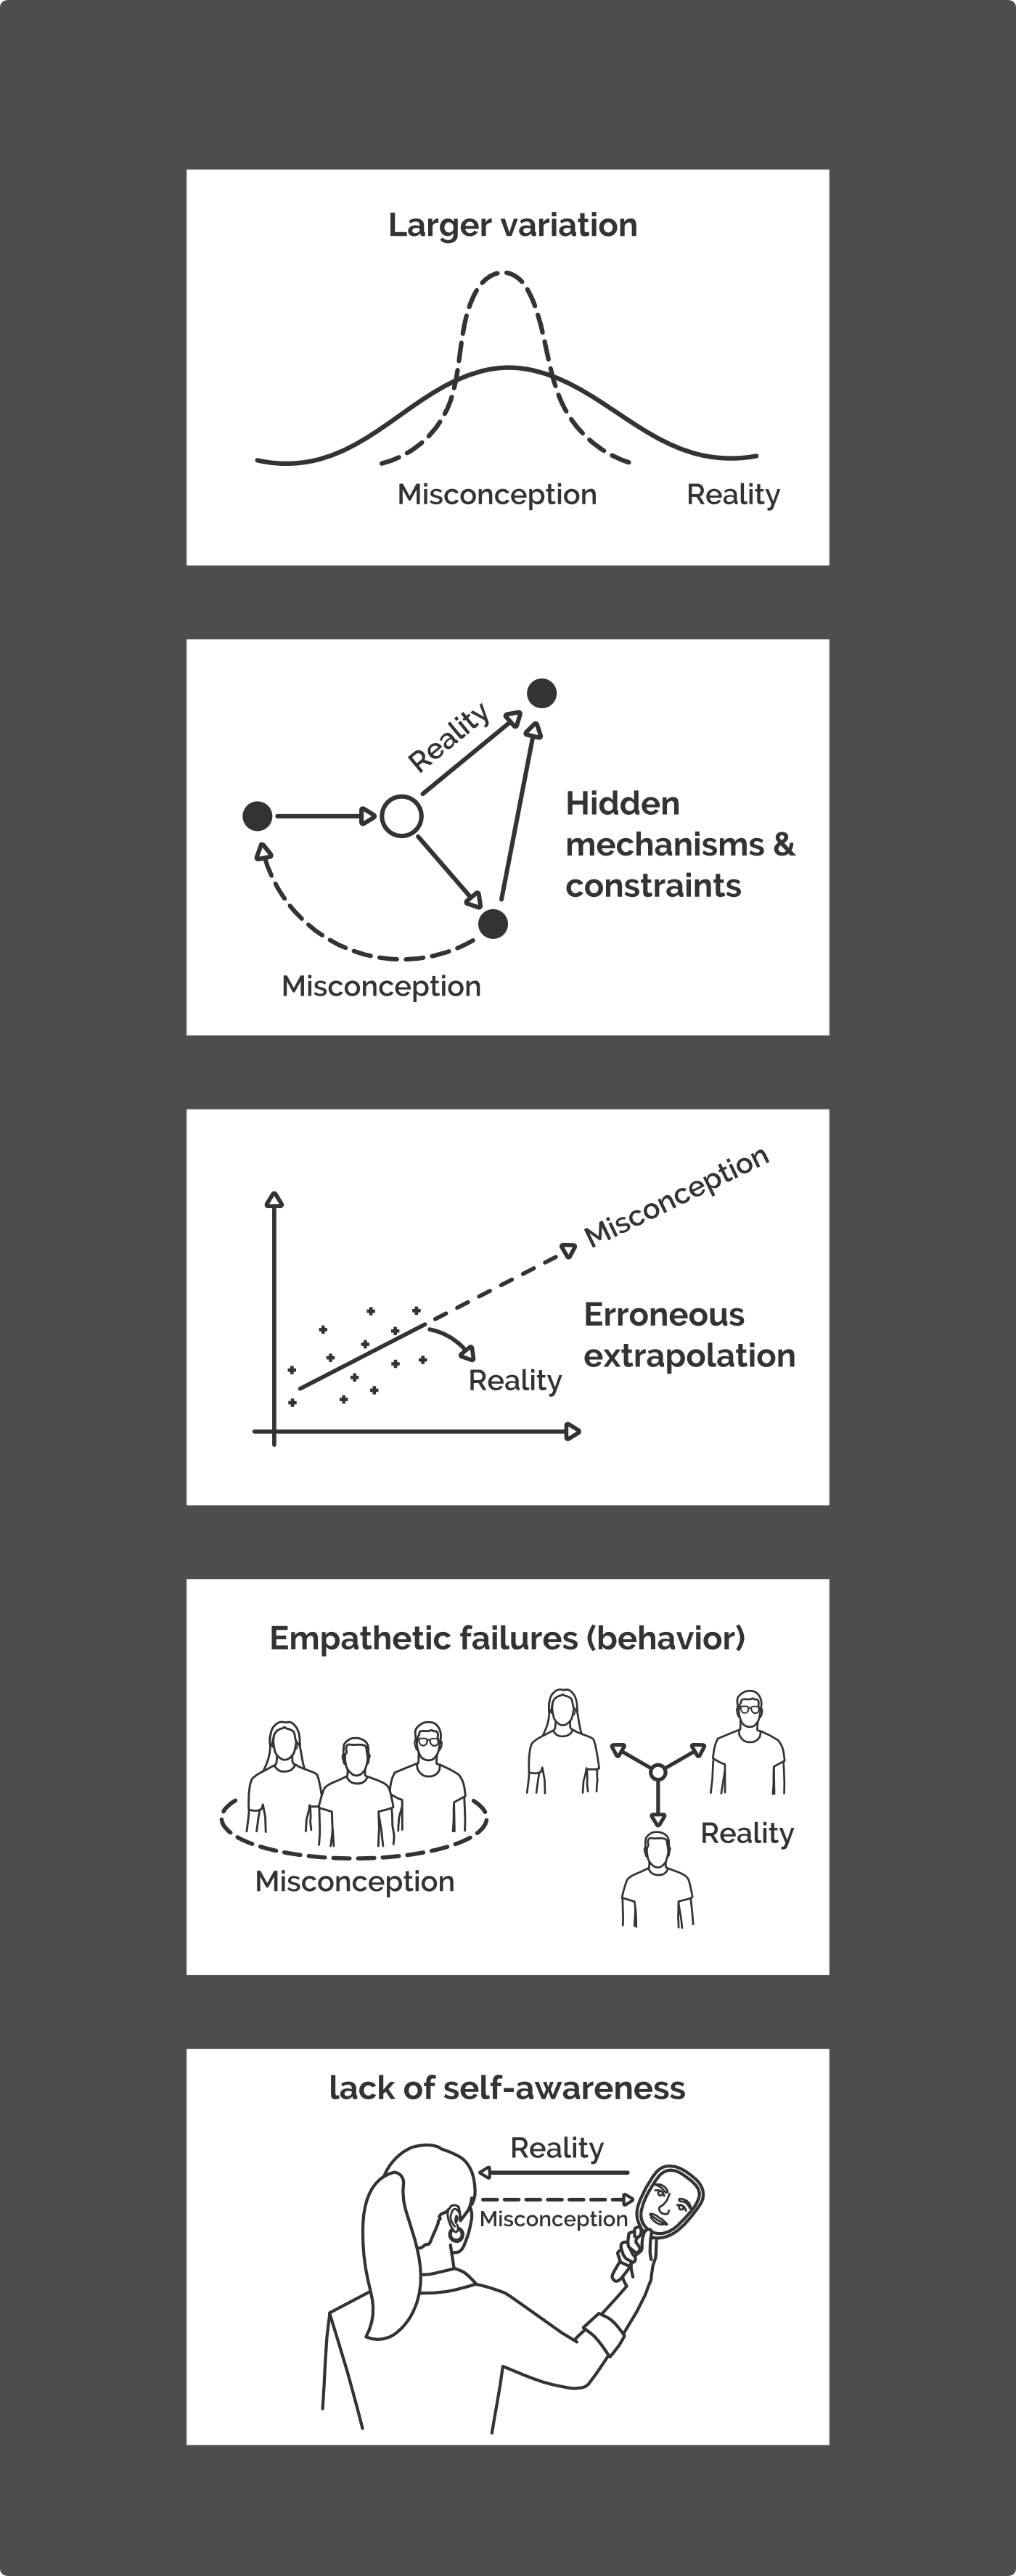 Larger variation
Misconception
Reality
Reality
Hidden
mechanisms &
constraints
Misconception
Misconception
Erroneous
extrapolation
Reality
Empathetic failures (behavior)
Reality
Misconception
lack of self-awareness
Reality
Misconception